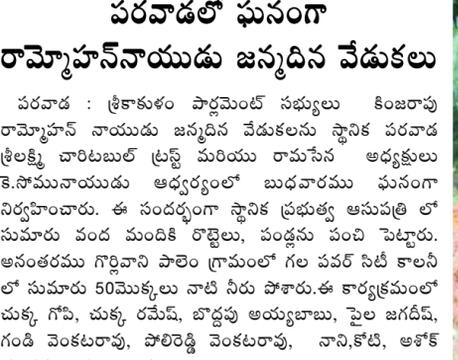 పరవాడలో ఘనంగా
రామ్మోహన్‌నాయుడు జన్మదిన వేడుకలు
పరవాడ : శ్రీకాకుళం పార్లమెంట్ సభ్యులు కింజరాపు
రామ్మోహన్ నాయుడు జన్మదిన వేడుకలను స్థానిక పరవాడ
శ్రీలక్ష్మి చారిటబుల్ ట్రస్ట్ మరియు రామసేన అధ్యక్షులు
కె.సోమునాయుడు ఆధ్వర్యంలో బుధవారము ఘనంగా
నిర్వహించారు. ఈ సందర్భంగా స్థానిక ప్రభుత్వ ఆసుపత్రి లో
సుమారు వంద మందికి రొట్టెలు, పండ్లను పంచి పెట్టారు.
అనంతరము గొర్లివాని పాలెం గ్రామంలో గల పవర్ సిటీ కాలనీ
లో సుమారు 50మొక్కలు నాటి నీరు పోశారు.ఈ కార్యక్రమంలో
చుక్క గోపి, చుక్క రమేష్, బొద్దపు అయ్యబాబు, పైల జగదీష్,
గండి వెంకటరావు, పోలిరెడ్డి వెంకటరావు, నాని,కోటి, అశోక్